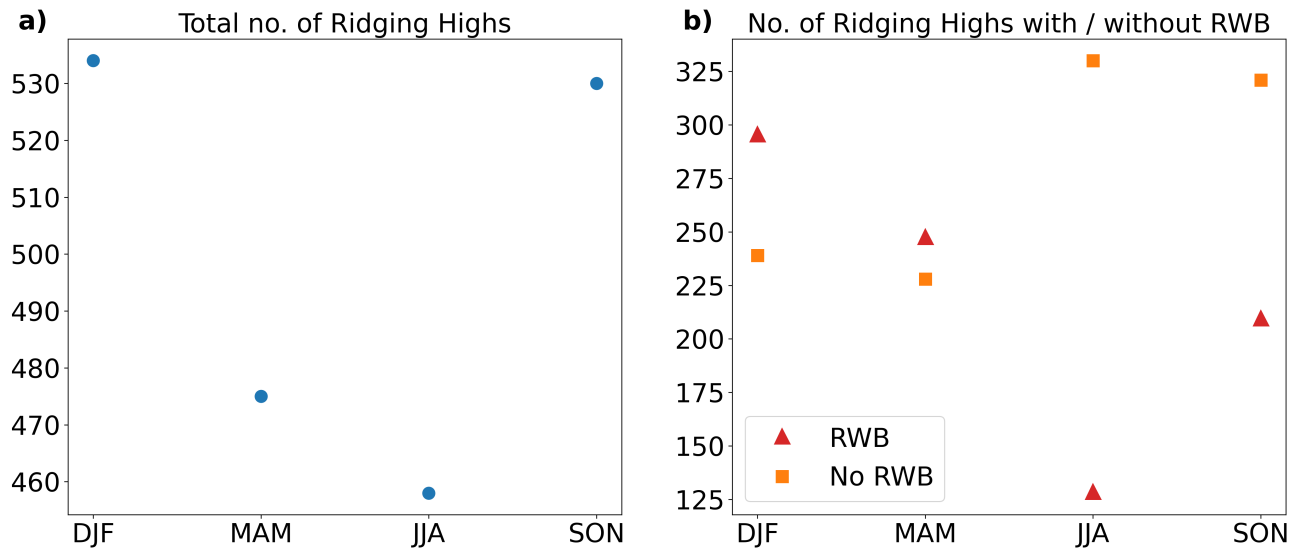 a) Total no. of Ridging Highs
530
520
510
500
490
480
470
460
DJF MAM JJA SON
b) No. of Ridging Highs with / without RWB
325
300
275
250
225
200
175
150
125
RWB
No RWB
DJF MAM JJA SON